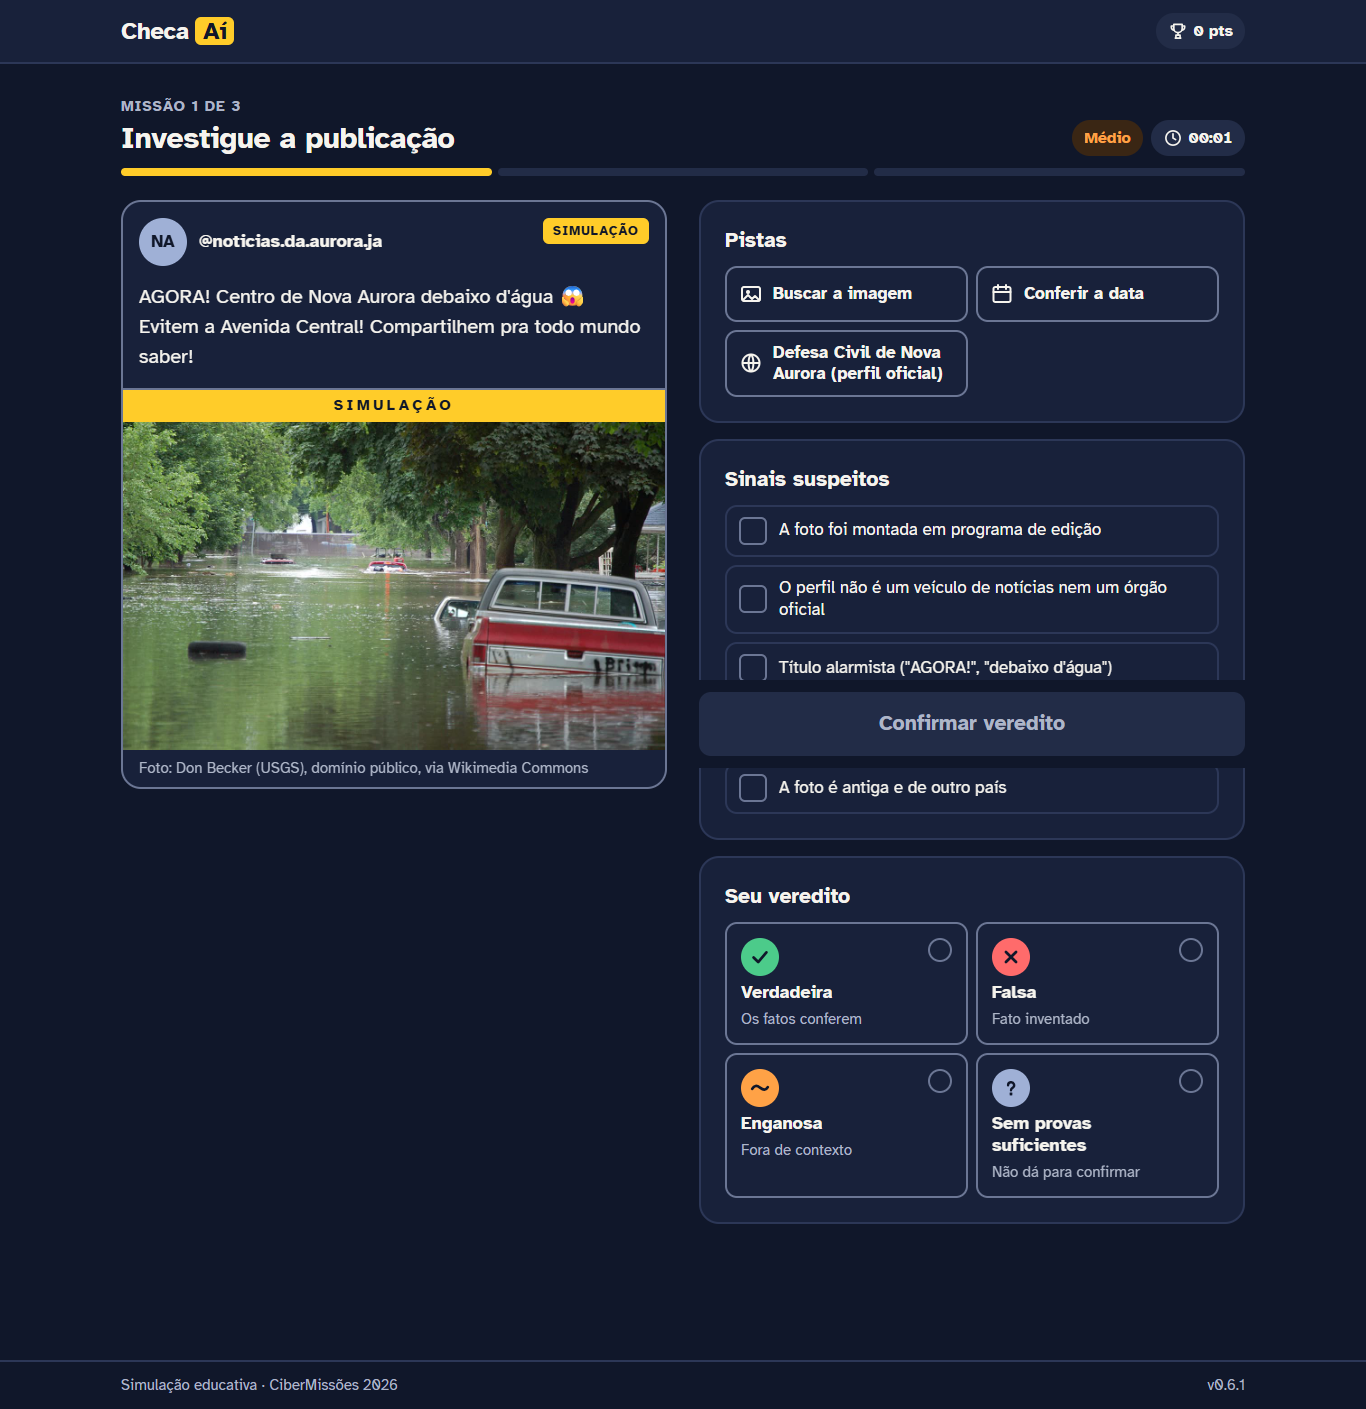 Checa Aí
0 pts
MISSÃO 1 DE 3
Investigue a publicação
Médio
00:01
NA
@noticias.da.aurora.ja
SIMULAÇÃO
AGORA! Centro de Nova Aurora debaixo d'água 😱
Evitem a Avenida Central! Compartilhem pra todo mundo
saber!
SIMULAÇÃO
Foto: Don Becker (USGS), domínio público, via Wikimedia Commons
Pistas
Buscar a imagem
Conferir a data
Defesa Civil de Nova
Aurora (perfil oficial)
Sinais suspeitos
A foto foi montada em programa de edição
O perfil não é um veículo de notícias nem um órgão
oficial
Título alarmista ("AGORA!", "debaixo d'água")
Confirmar veredito
A foto é antiga e de outro país
Seu veredito
Verdadeira
Os fatos conferem
Falsa
Fato inventado
Enganosa
Fora de contexto
?
Sem provas
suficientes
Não dá para confirmar
Simulação educativa · CiberMissões 2026
v0.6.1